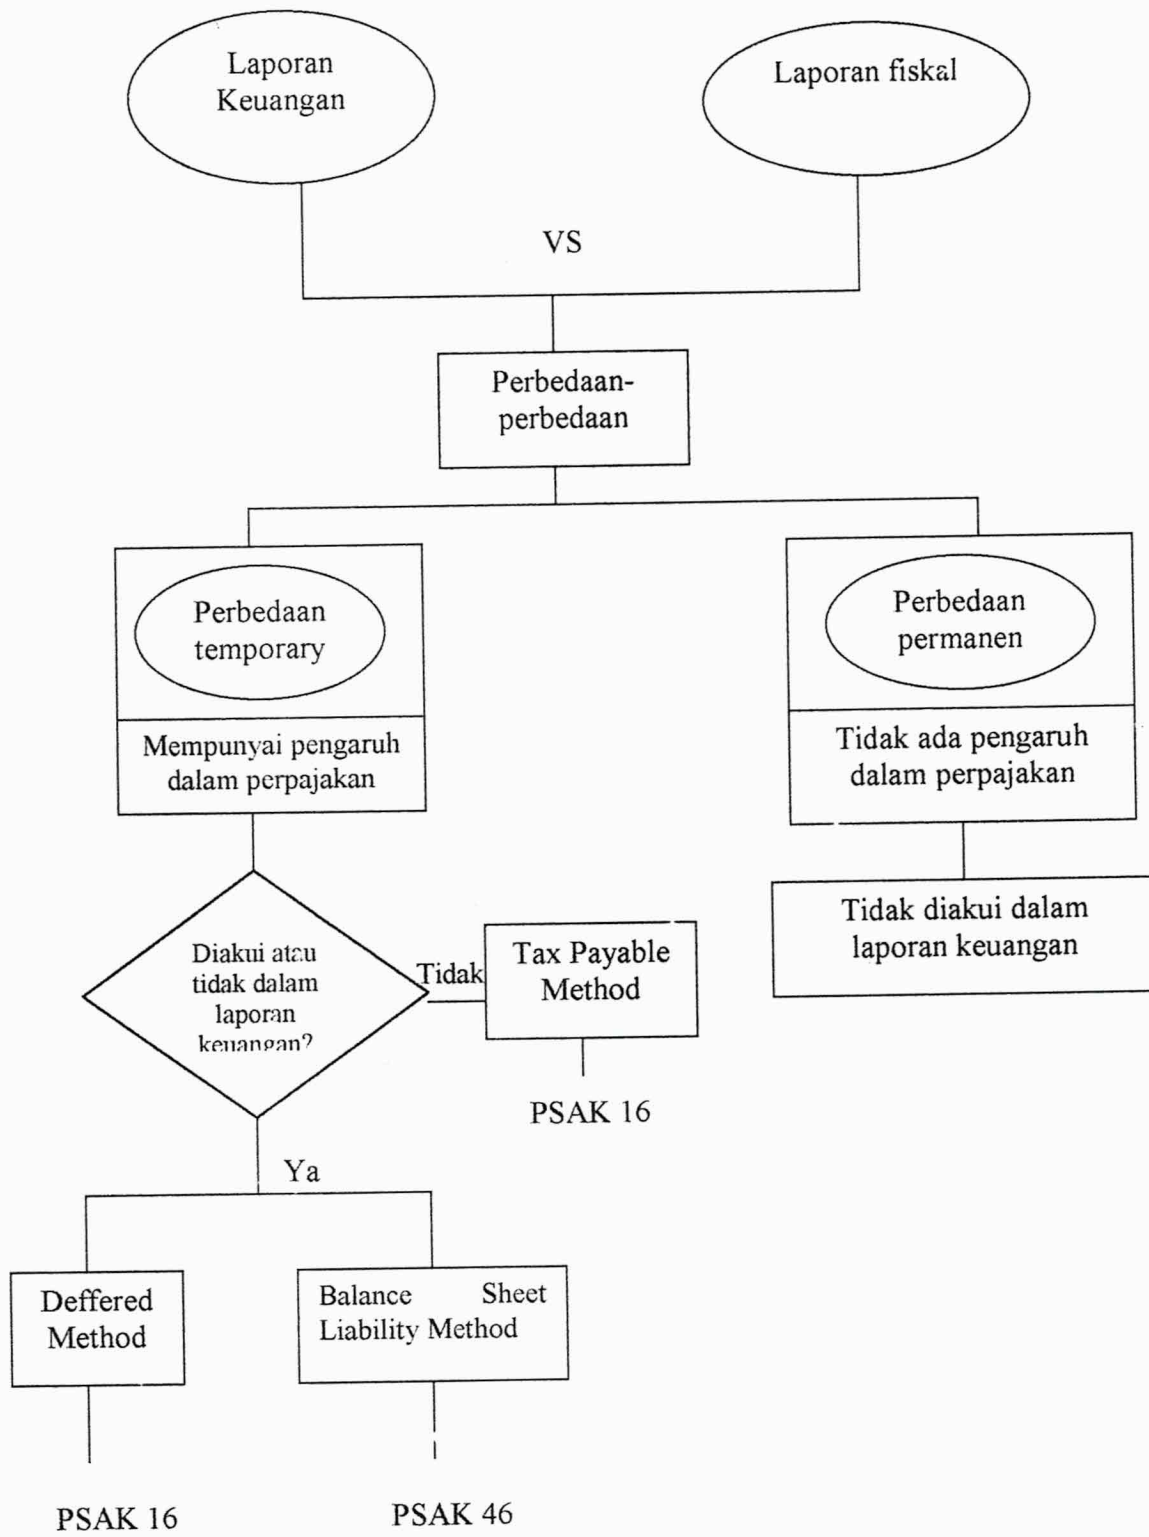 Laporan
Keuangan
Laporan fiskal
VS
Perbedaan-
perbedaan
Perbedaan
temporary
Mempunyai pengaruh
dalam perpajakan
Perbedaan
permanen
Tidak ada pengaruh
dalam perpajakan
Tidak diakui dalam
laporan keuangan
Diakui atau
tidak dalam
laporan
keuangan?
Tidak
Tax Payable
Method
PSAK 16
Ya
Deffered
Method
Balance Sheet
Liability Method
PSAK 16
PSAK 46